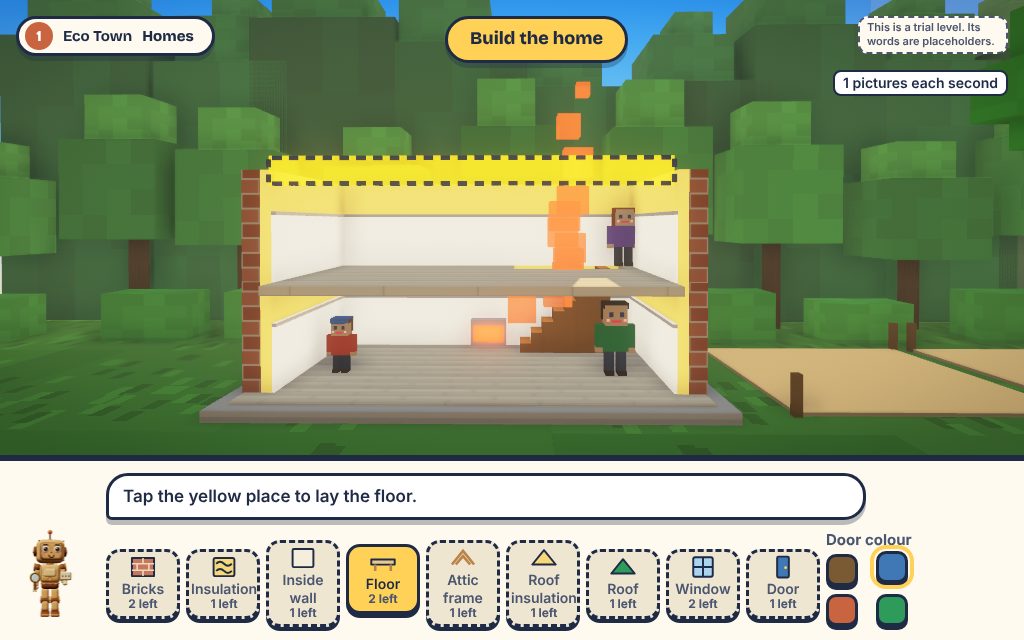 1 Eco Town Homes
Build the home
This is a trial level. Its
words are placeholders.
1 pictures each second
Tap the yellow place to lay the floor.
Bricks
2 left
Insulation
1 left
Inside
wall
1 left
Floor
2 left
Attic
frame
1 left
Roof
insulation
1 left
Roof
1 left
Window
2 left
Door
1 left
Door colour